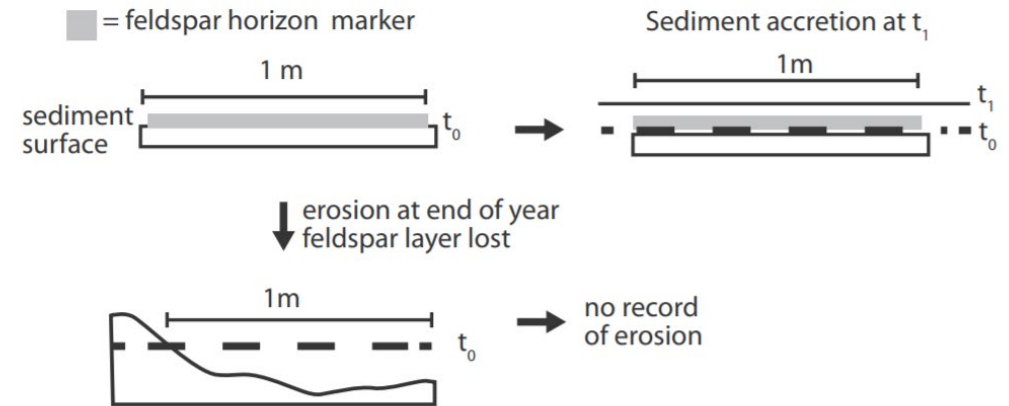 = feldspar horizon marker
Sediment accretion at t₁
1 m
1m
sediment
surface
t₀
t₁
t₀
erosion at end of year
feldspar layer lost
1m
t₀
no record
of erosion